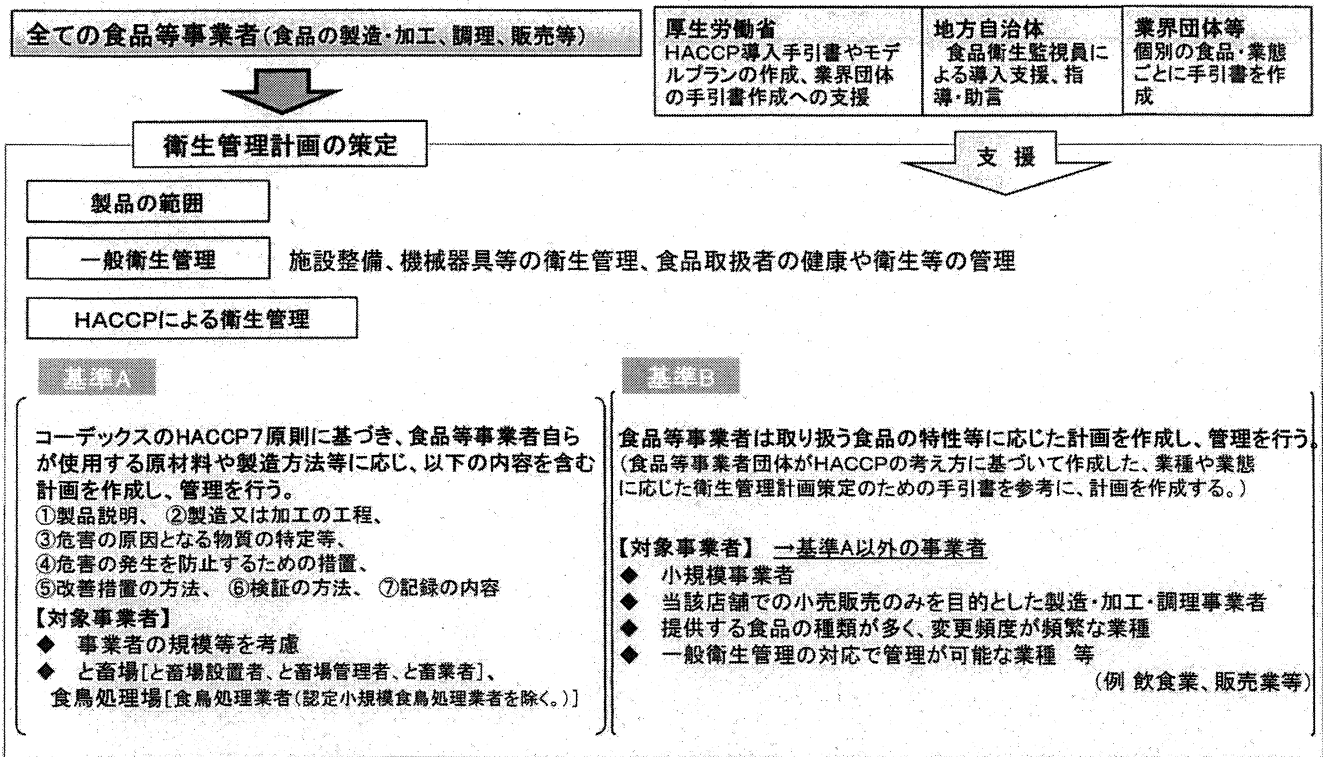 全ての食品等事業者(食品の製造・加工、調理、販売等)
厚生労働省
HACCP導入手引書やモデ
ルプランの作成、業界団体
の手引書作成への支援
地方自治体
食品衛生監視員に
よる導入支援、指
導・助言
業界団体等
個別の食品・業態
ごとに手引書を作
成
衛生管理計画の策定
支 援
製品の範囲
一般衛生管理
施設整備、機械器具等の衛生管理、食品取扱者の健康や衛生等の管理
HACCPによる衛生管理
基準A
コーデックスのHACCP7原則に基づき、食品等事業者自ら
が使用する原材料や製造方法等に応じ、以下の内容を含む
計画を作成し、管理を行う。
①製品説明、 ②製造又は加工の工程、
③危害の原因となる物質の特定等、
④危害の発生を防止するための措置、
⑤改善措置の方法、 ⑥検証の方法、 ⑦記録の内容
【対象事業者】
◆ 事業者の規模等を考慮
◆ と畜場[と畜場設置者、と畜場管理者、と畜業者]、
食鳥処理場[食鳥処理業者(認定小規模食鳥処理業者を除く。)]
基準B
食品等事業者は取り扱う食品の特性等に応じた計画を作成し、管理を行う。
(食品等事業者団体がHACCPの考え方に基づいて作成した、業種や業態
に応じた衛生管理計画策定のための手引書を参考に、計画を作成する。)
【対象事業者】 →基準A以外の事業者
◆ 小規模事業者
◆ 当該店舗での小売販売のみを目的とした製造・加工・調理事業者
◆ 提供する食品の種類が多く、変更頻度が頻繁な業種
◆ 一般衛生管理の対応で管理が可能な業種 等
(例 飲食業、販売業等)